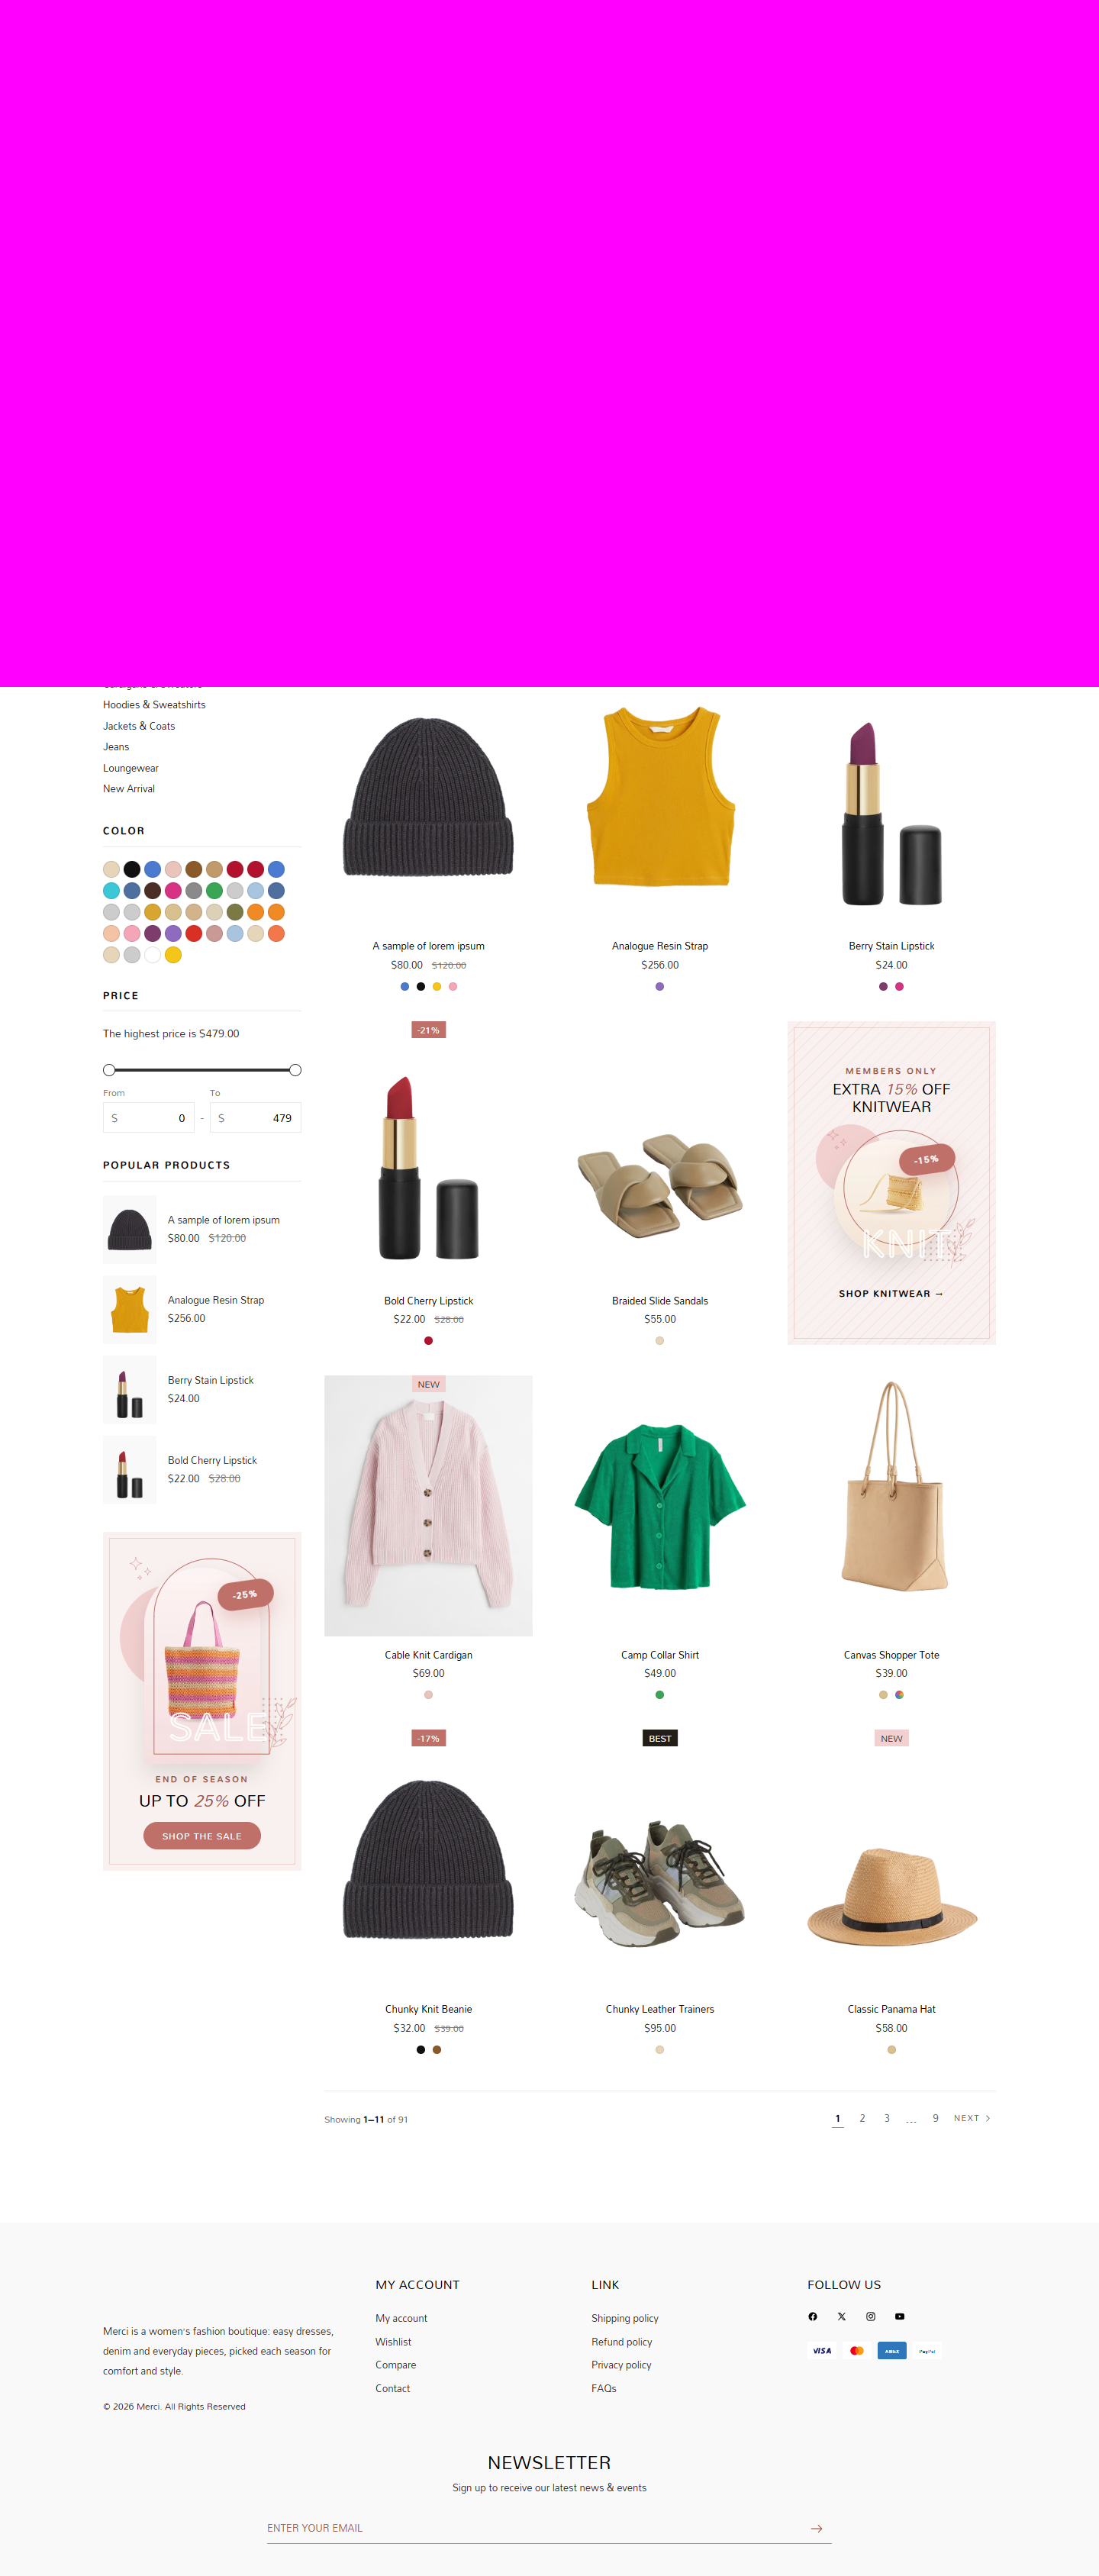 Hoodies & Sweatshirts
Jackets & Coats
Jeans
Loungewear
New Arrival
COLOR
PRICE
The highest price is $479.00
From
To
$ 0 - $ 479
POPULAR PRODUCTS
A sample of lorem ipsum
$80.00 $120.00
Analogue Resin Strap
$256.00
Berry Stain Lipstick
$24.00
Bold Cherry Lipstick
$22.00 $28.00
-25%
SALE
END OF SEASON
UP TO 25% OFF
SHOP THE SALE
A sample of lorem ipsum
$80.00 $120.00
Analogue Resin Strap
$256.00
Berry Stain Lipstick
$24.00
-21%
Bold Cherry Lipstick
$22.00 $28.00
Braided Slide Sandals
$55.00
MEMBERS ONLY
EXTRA 15% OFF
KNITWEAR
-15%
KNIT
SHOP KNITWEAR →
NEW
Cable Knit Cardigan
$69.00
Camp Collar Shirt
$49.00
Canvas Shopper Tote
$39.00
-17%
Chunky Knit Beanie
$32.00 $39.00
BEST
Chunky Leather Trainers
$95.00
NEW
Classic Panama Hat
$58.00
Showing 1–11 of 91
1 2 3 ... 9 NEXT
Merci is a women's fashion boutique: easy dresses,
denim and everyday pieces, picked each season for
comfort and style.
© 2026 Merci. All Rights Reserved
MY ACCOUNT
My account
Wishlist
Compare
Contact
LINK
Shipping policy
Refund policy
Privacy policy
FAQs
FOLLOW US
VISA
AMEX
PayPal
NEWSLETTER
Sign up to receive our latest news & events
ENTER YOUR EMAIL